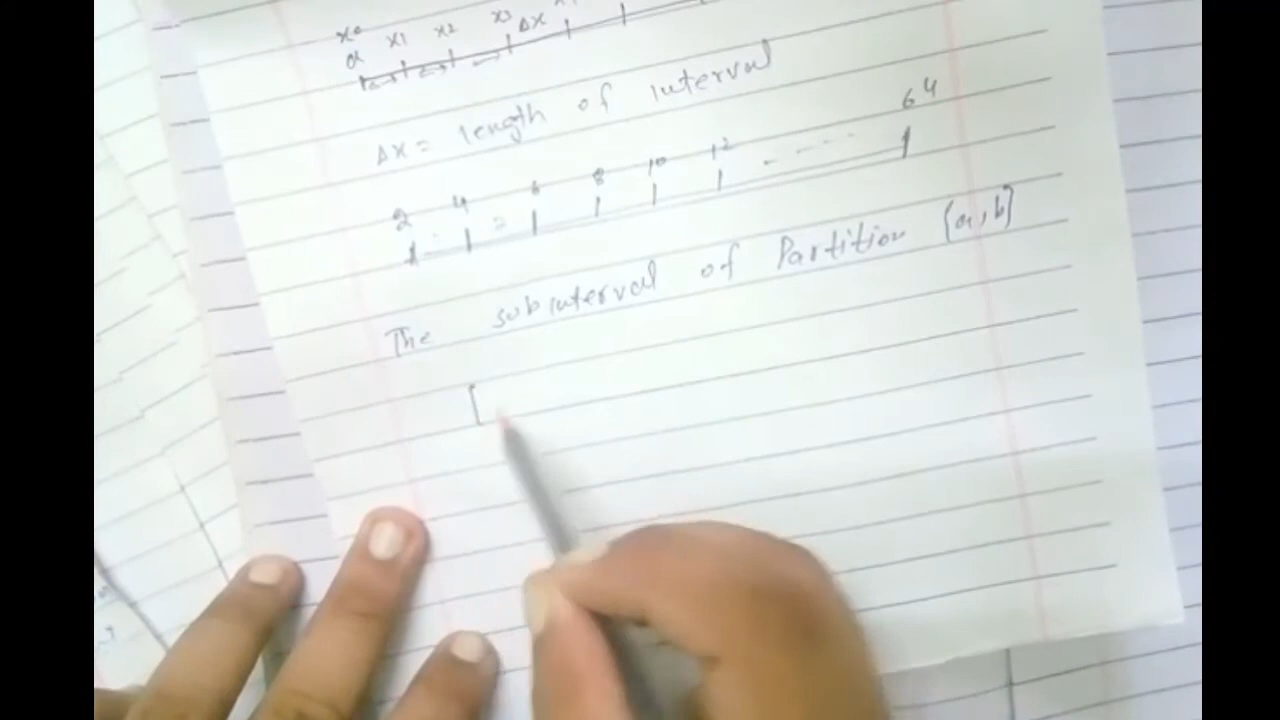 x0 x1 x2 x3 Δx
a
Δx = length of interval
2 4 6 8 10 12 - - - - 64
The subinterval of Partition [a,b]
[